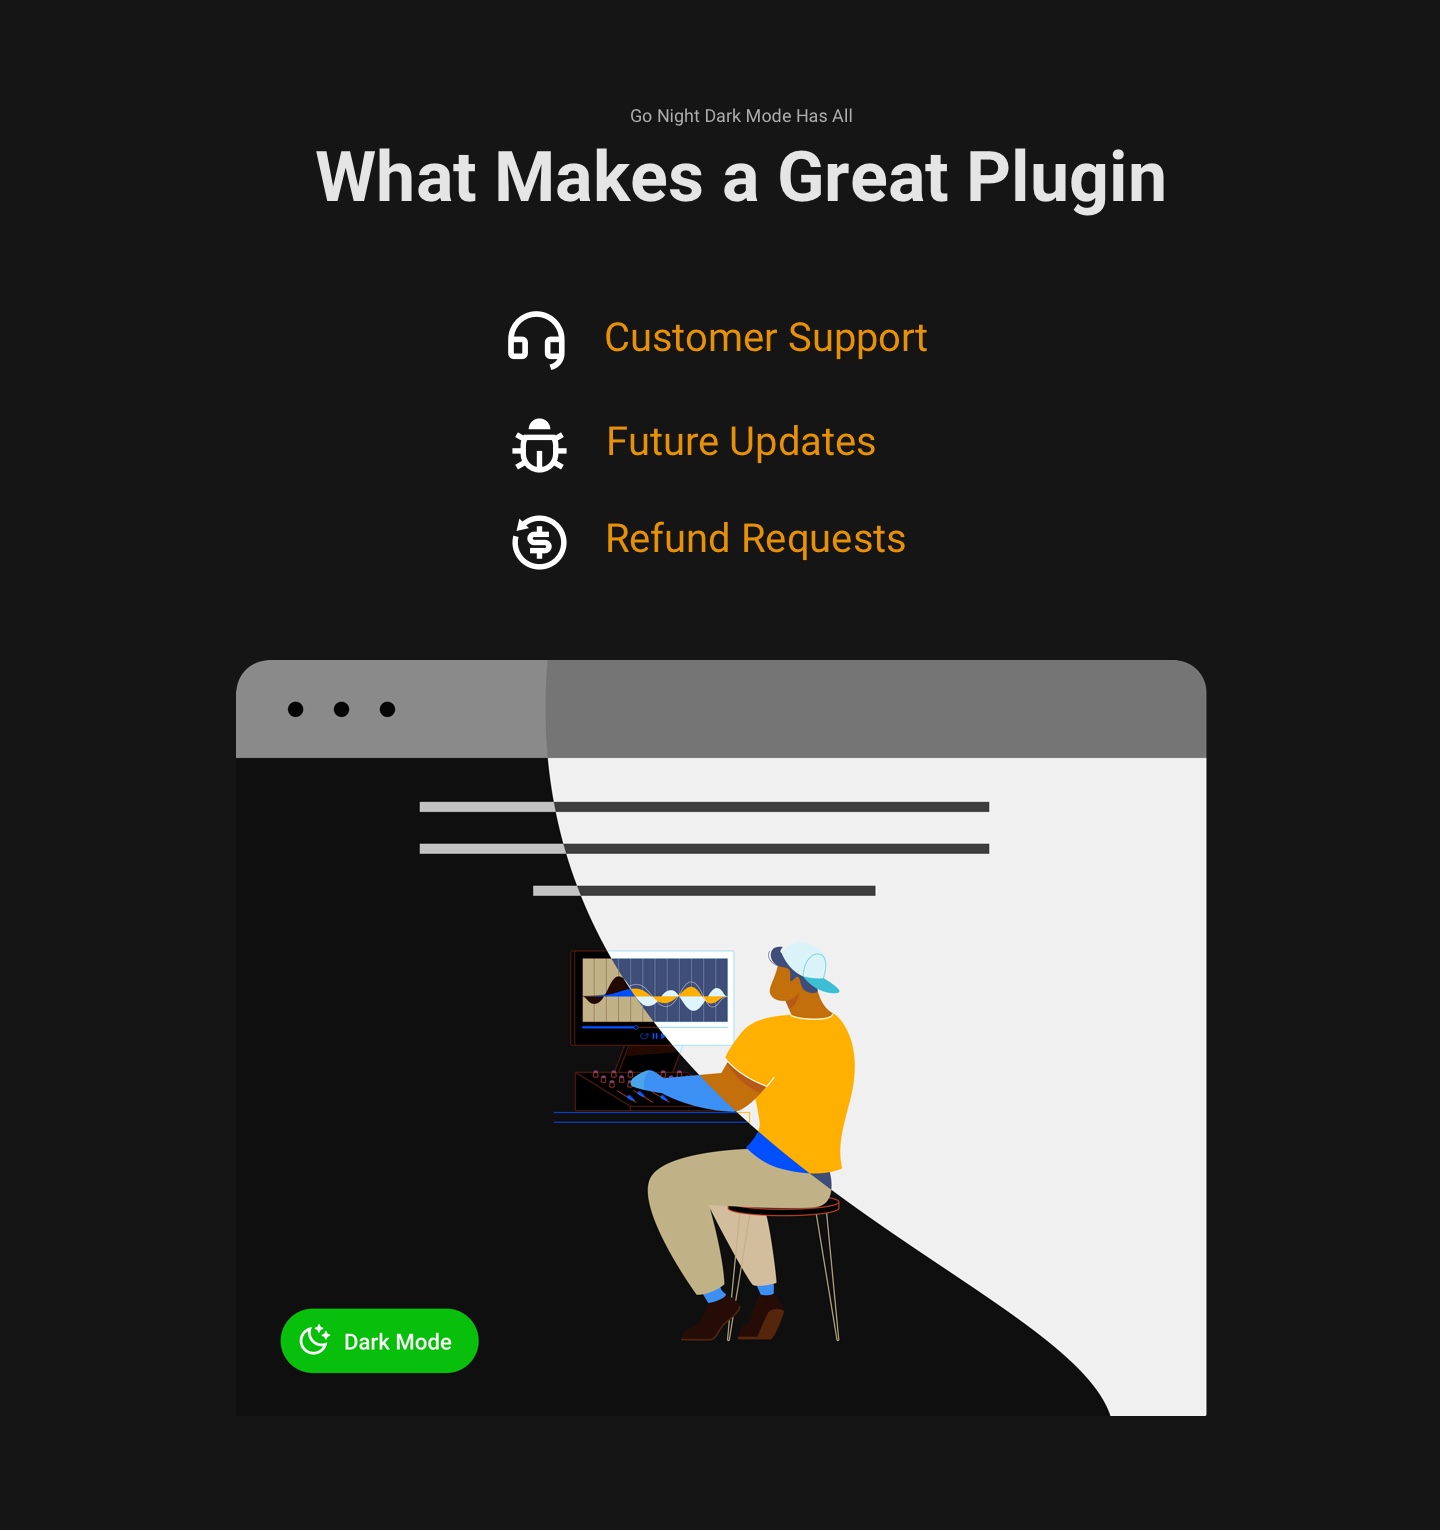 Go Night Dark Mode Has All
What Makes a Great Plugin
Customer Support
Future Updates
Refund Requests
Dark Mode